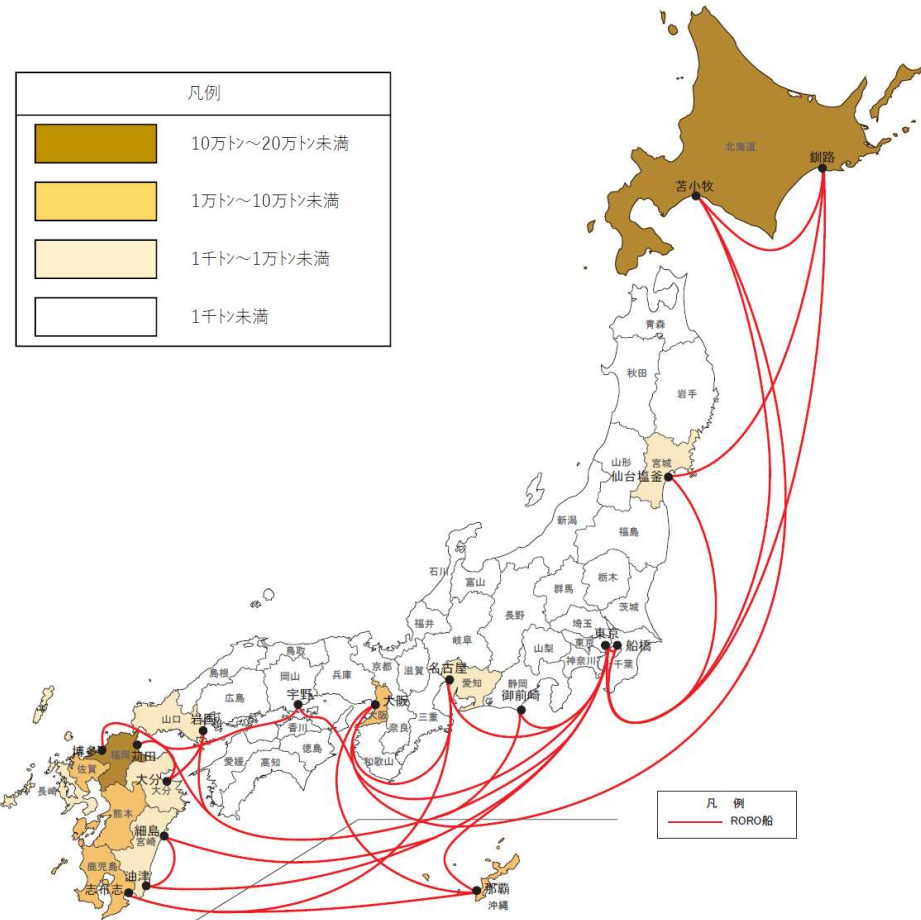 凡例
10万トン～20万トン未満
1万トン～10万トン未満
1千トン～1万トン未満
1千トン未満
北海道
釧路
苫小牧
青森
秋田
岩手
山形
宮城
仙台塩釜
新潟
福島
石川
富山
群馬
栃木
茨城
福井
長野
埼玉
東京
船橋
岐阜
山梨
東京
神奈川
千葉
鳥取
京都
滋賀
名古屋
愛知
静岡
御前崎
島根
岡山
兵庫
広島
宇野
大阪
大阪
三重
奈良
和歌山
山口
岩国
香川
徳島
愛媛
高知
博多
福岡
苅田
佐賀
大分
大分
長崎
熊本
細島
宮崎
鹿児島
油津
志布志
那覇
沖縄
凡 例
RORO船